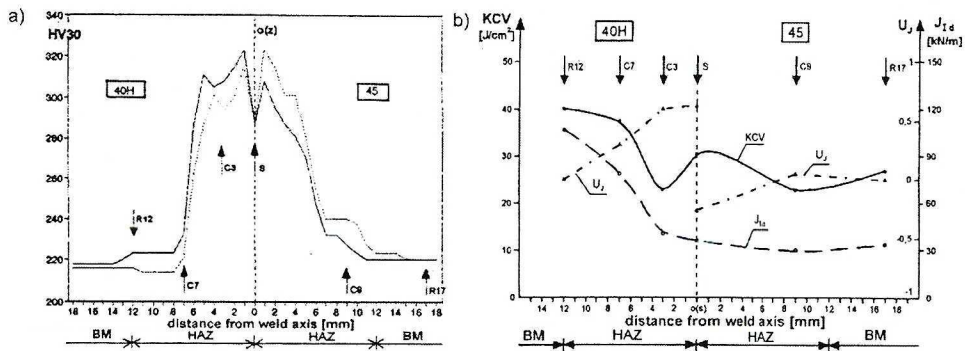 a)
HV30
340
320
300
280
260
240
220
200
o(z)
40H
45
C3
S
R12
C7
C9
R17
18 16 14 12 10 8 6 4 2 0 2 4 6 8 10 12 14 16 18
distance from weld axis [mm]
BM HAZ HAZ BM
b)
KCV
[J/cm²]
40H
45
U_J
J_Id
[kN/m]
50
40
30
20
10
0
R12
C7
C3
S
C9
R17
1
0,5
0
-0,5
-1
150
120
90
60
30
0
KCV
U_J
U_J
J_Id
14 12 10 8 6 4 2 o(s) 2 4 6 8 10 12 14 16 18
distance from weld axis [mm]
BM HAZ HAZ BM